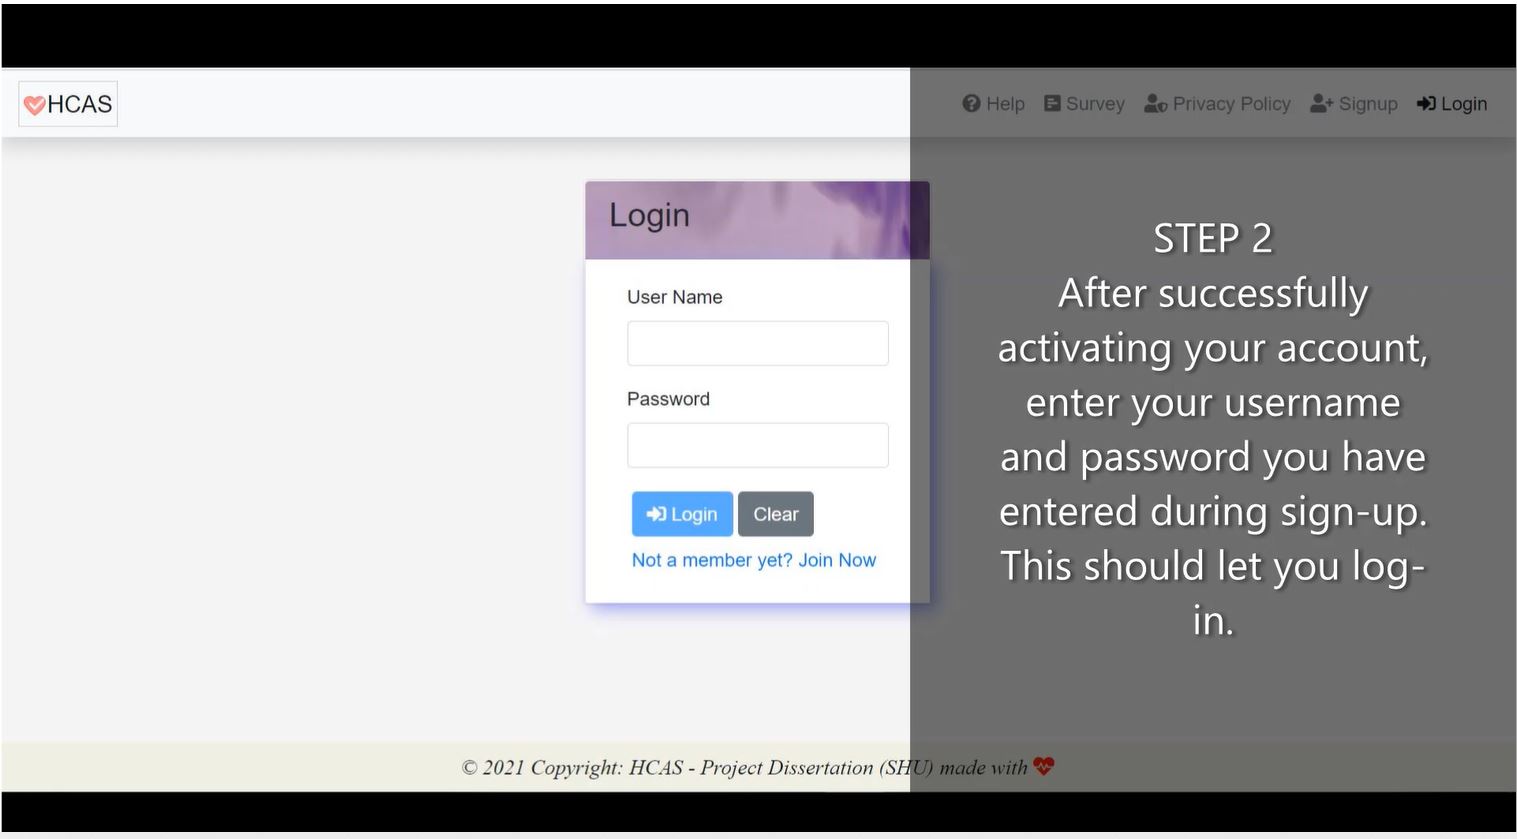 HCAS
Help Survey Privacy Policy Signup Login
Login
User Name
Password
Login Clear
Not a member yet? Join Now
STEP 2
After successfully
activating your account,
enter your username
and password you have
entered during sign-up.
This should let you log-
in.
© 2021 Copyright: HCAS - Project Dissertation (SHU) made with